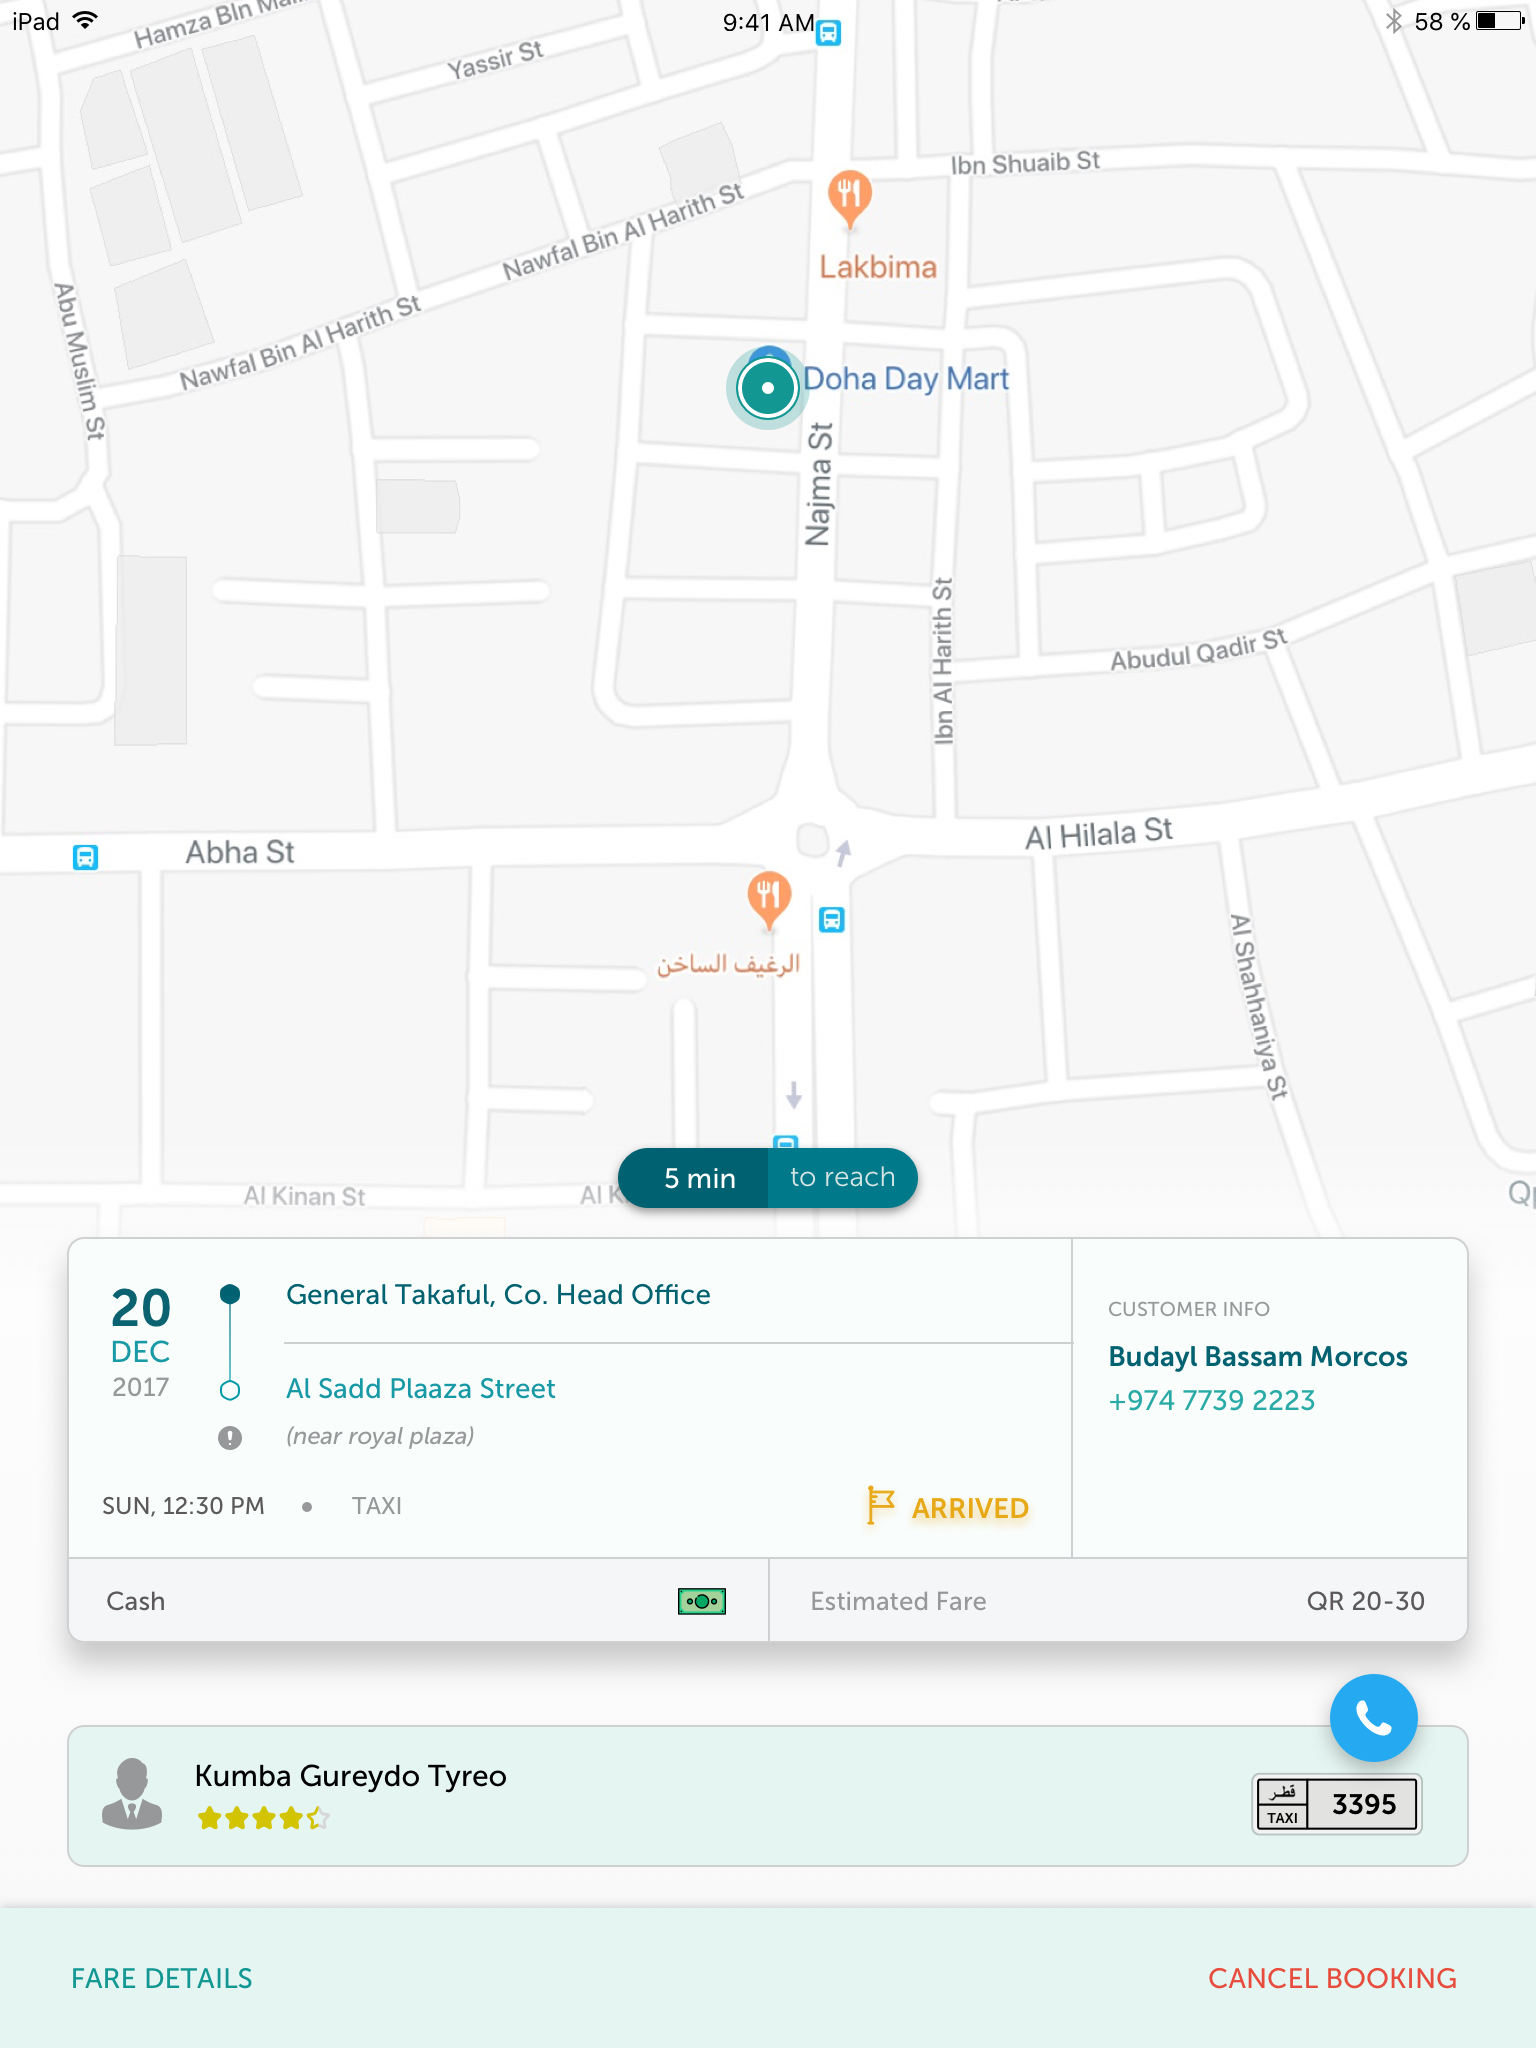 iPad
9:41 AM
58 %
Yassir St
Ibn Shuaib St
Nawfal Bin Al Harith St
Lakbima
Abu Muslim St
Nawfal Bin Al Harith St
Doha Day Mart
Najma St
Ibn Al Harith St
Abudul Qadir St
Abha St
Al Hilala St
الرغيف الساخن
Al Shahhaniya St
5 min to reach
Al Kinan St
Al K
20
DEC
2017
General Takaful, Co. Head Office
Al Sadd Plaaza Street
(near royal plaza)
SUN, 12:30 PM • TAXI
ARRIVED
CUSTOMER INFO
Budayl Bassam Morcos
+974 7739 2223
Cash
Estimated Fare
QR 20-30
Kumba Gureydo Tyreo
قطر
TAXI
3395
FARE DETAILS
CANCEL BOOKING